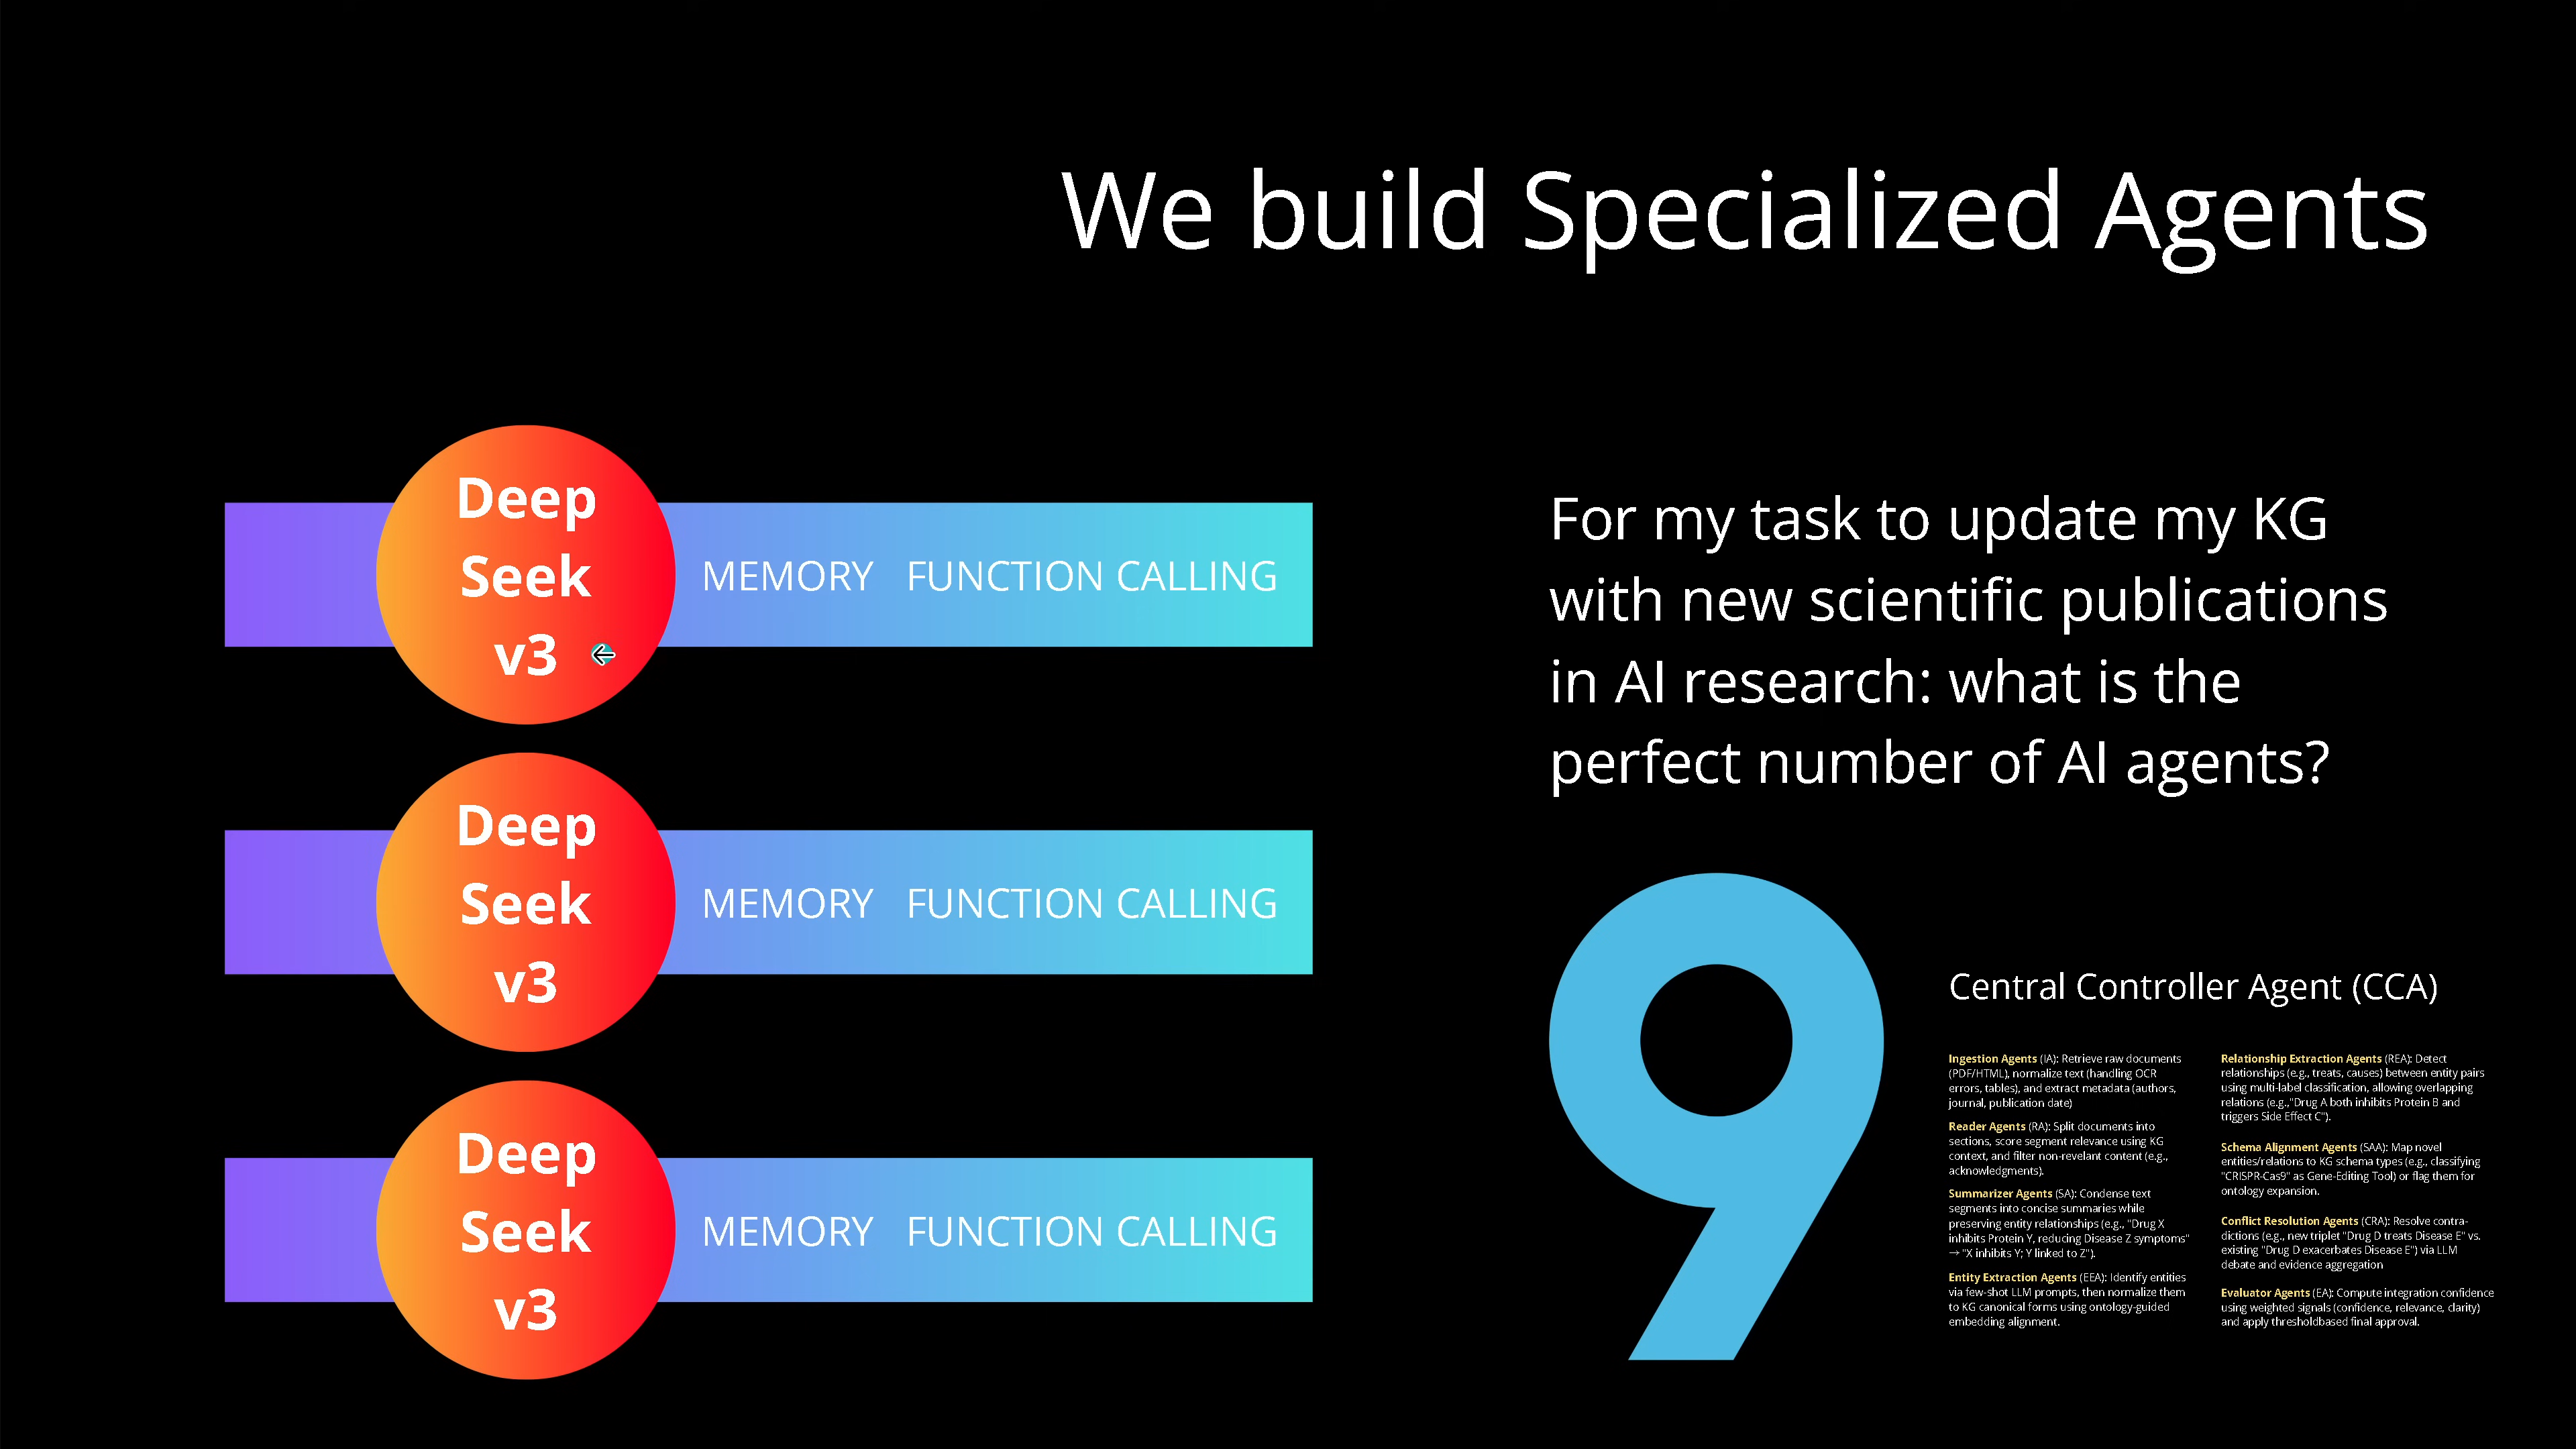 We build Specialized Agents
Deep
Seek
v3
MEMORY FUNCTION CALLING
Deep
Seek
v3
MEMORY FUNCTION CALLING
Deep
Seek
v3
MEMORY FUNCTION CALLING
For my task to update my KG
with new scientific publications
in AI research: what is the
perfect number of AI agents?
9
Central Controller Agent (CCA)
Ingestion Agents (IA): Retrieve raw documents
(PDF/HTML), normalize text (handling OCR
errors, tables), and extract metadata (authors,
journal, publication date)
Reader Agents (RA): Split documents into
sections, score segment relevance using KG
context, and filter non-revelant content (e.g.,
acknowledgments).
Summarizer Agents (SA): Condense text
segments into concise summaries while
preserving entity relationships (e.g., "Drug X
inhibits Protein Y, reducing Disease Z symptoms"
→ "X inhibits Y; Y linked to Z").
Entity Extraction Agents (EEA): Identify entities
via few-shot LLM prompts, then normalize them
to KG canonical forms using ontology-guided
embedding alignment.
Relationship Extraction Agents (REA): Detect
relationships (e.g., treats, causes) between entity pairs
using multi-label classification, allowing overlapping
relations (e.g.,"Drug A both inhibits Protein B and
triggers Side Effect C").
Schema Alignment Agents (SAA): Map novel
entities/relations to KG schema types (e.g., classifying
"CRISPR-Cas9" as Gene-Editing Tool) or flag them for
ontology expansion.
Conflict Resolution Agents (CRA): Resolve contra-
dictions (e.g., new triplet "Drug D treats Disease E" vs.
existing "Drug D exacerbates Disease E") via LLM
debate and evidence aggregation
Evaluator Agents (EA): Compute integration confidence
using weighted signals (confidence, relevance, clarity)
and apply thresholdbased final approval.